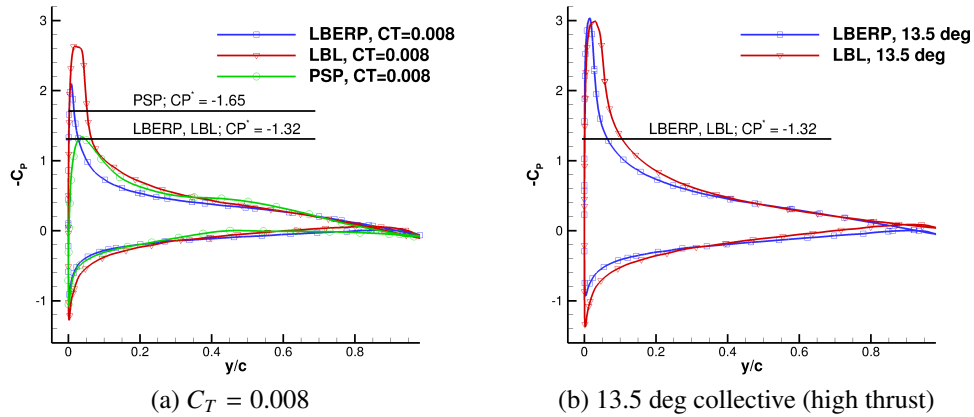 LBERP, CT=0.008
LBL, CT=0.008
PSP, CT=0.008
PSP; CP* = -1.65
LBERP, LBL; CP* = -1.32
-CP
3
2
1
0
-1
0 0.2 0.4 0.6 0.8
y/c
(a) C_T = 0.008
LBERP, 13.5 deg
LBL, 13.5 deg
LBERP, LBL; CP* = -1.32
-CP
3
2
1
0
-1
0 0.2 0.4 0.6 0.8
y/c
(b) 13.5 deg collective (high thrust)